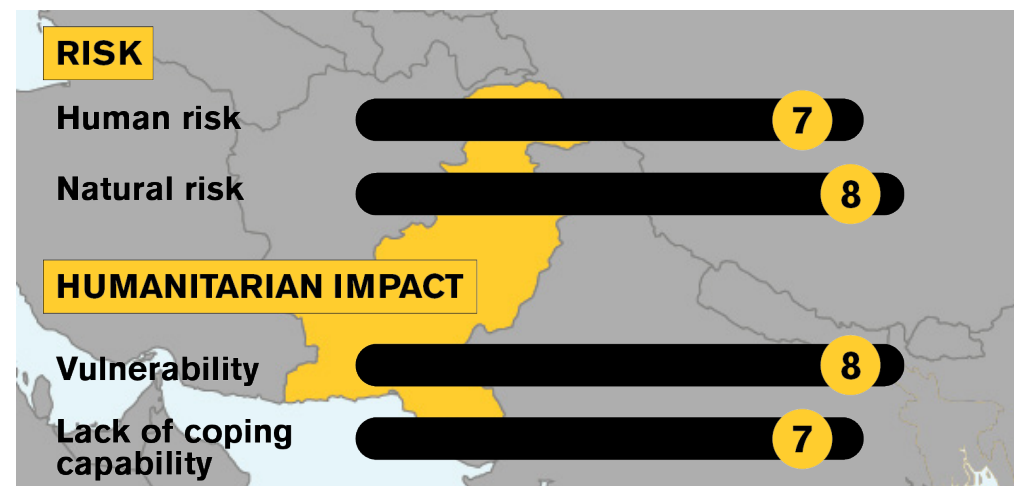 RISK
Human risk 7
Natural risk 8
HUMANITARIAN IMPACT
Vulnerability 8
Lack of coping
capability 7